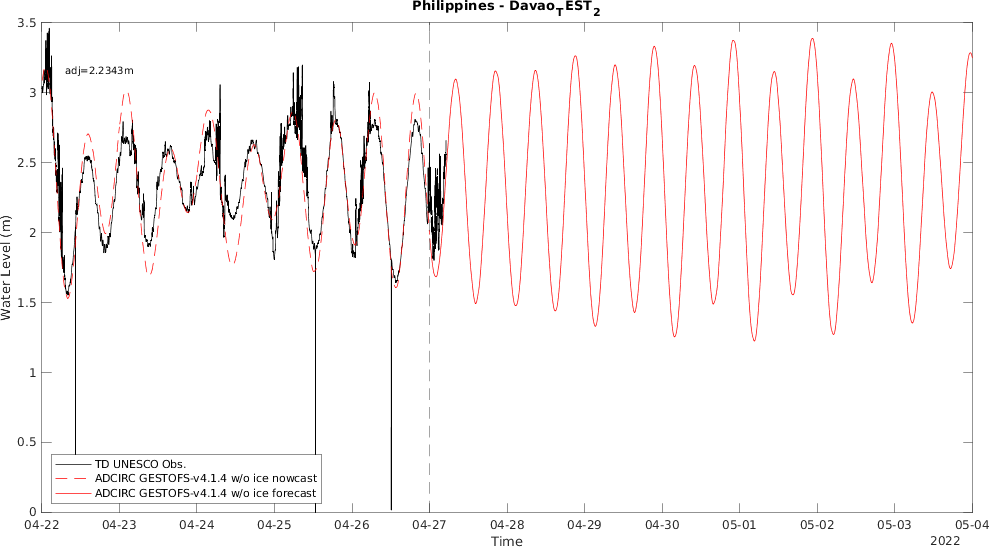 Philippines - Davao_TEST_2
3.5
adj=2.2343m
3
2.5
2
1.5
1
0.5
0
Water Level (m)
TD UNESCO Obs.
ADCIRC GESTOFS-v4.1.4 w/o ice nowcast
ADCIRC GESTOFS-v4.1.4 w/o ice forecast
04-22 04-23 04-24 04-25 04-26 04-27 04-28 04-29 04-30 05-01 05-02 05-03 05-04
Time
2022